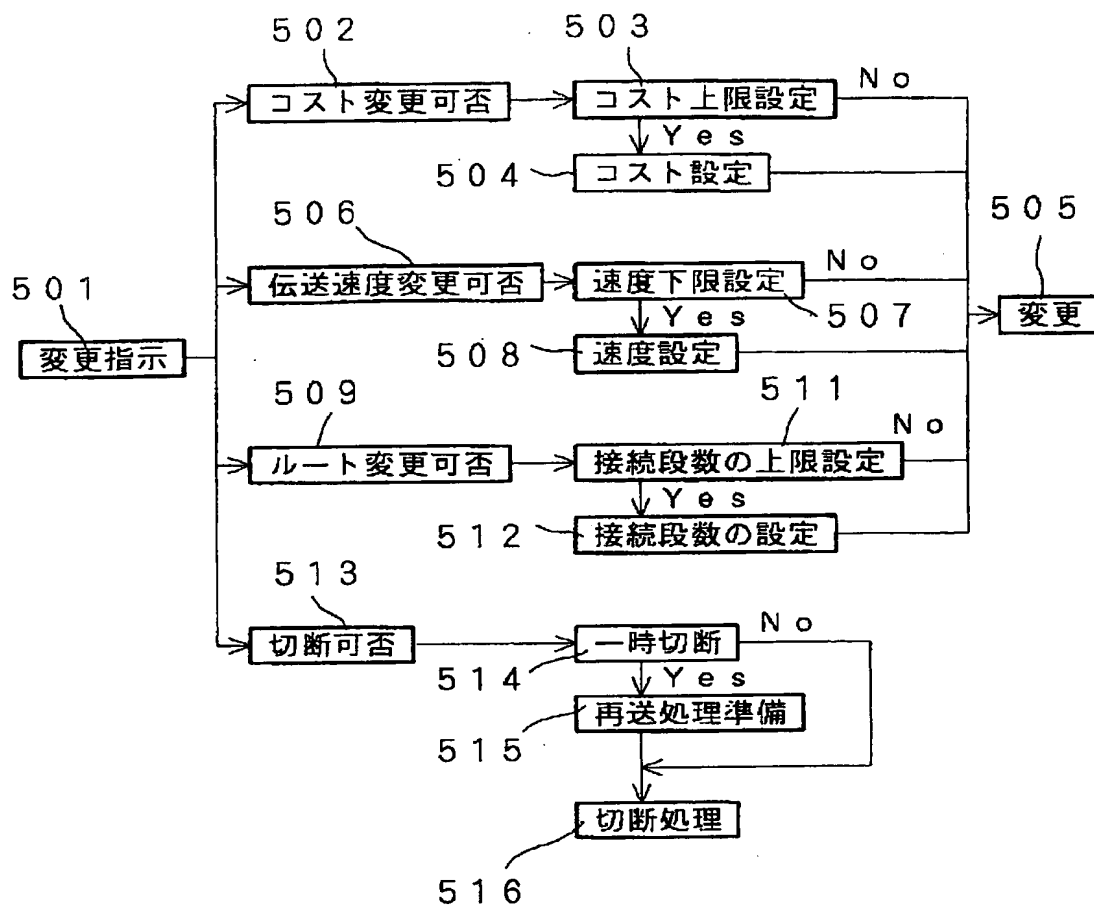 502
503
コスト変更可否
コスト上限設定
No
Yes
504
コスト設定
505
506
501
伝送速度変更可否
速度下限設定
No
507
変更
Yes
変更指示
508
速度設定
509
511
No
ルート変更可否
接続段数の上限設定
Yes
512
接続段数の設定
513
切断可否
一時切断
No
514
Yes
再送処理準備
515
切断処理
516